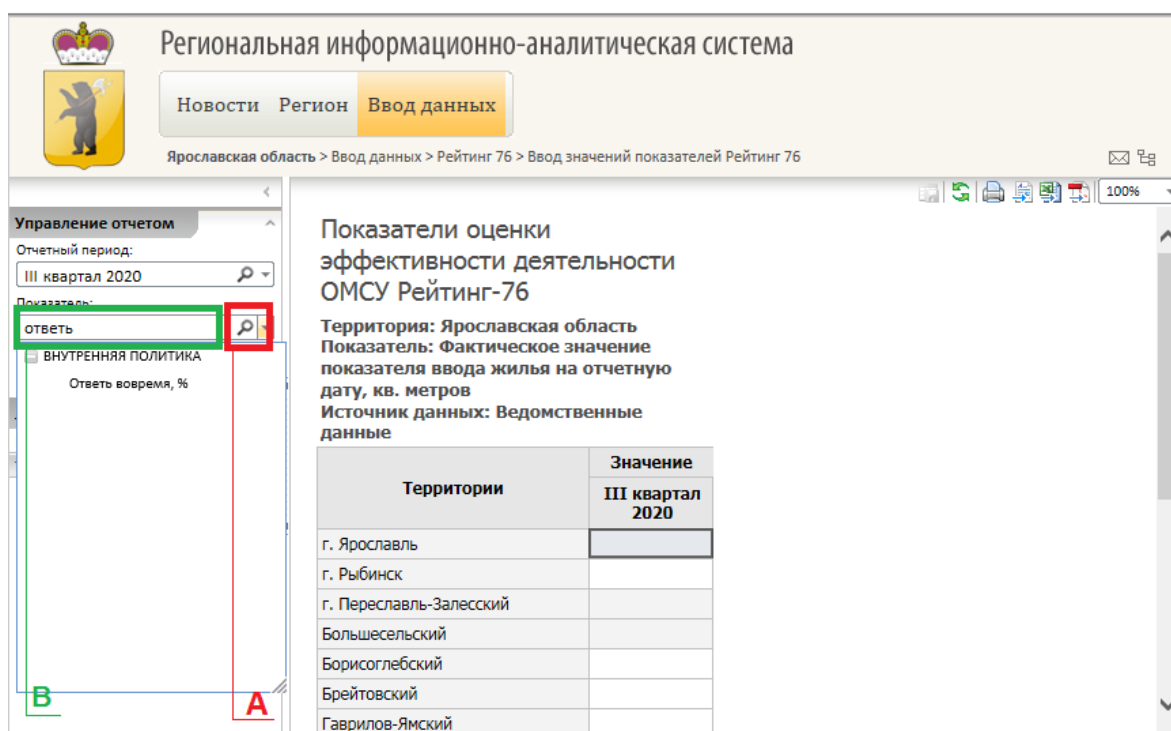 Региональная информационно-аналитическая система
Новости Регион Ввод данных
Ярославская область > Ввод данных > Рейтинг 76 > Ввод значений показателей Рейтинг 76
100%
Управление отчетом
Отчетный период:
III квартал 2020
Показатель:
ответь
ВНУТРЕННЯЯ ПОЛИТИКА
Ответь вовремя, %
B
A
Показатели оценки
эффективности деятельности
ОМСУ Рейтинг-76
Территория: Ярославская область
Показатель: Фактическое значение
показателя ввода жилья на отчетную
дату, кв. метров
Источник данных: Ведомственные
данные
Территории
Значение
III квартал
2020
г. Ярославль
г. Рыбинск
г. Переславль-Залесский
Большесельский
Борисоглебский
Брейтовский
Гаврилов-Ямский